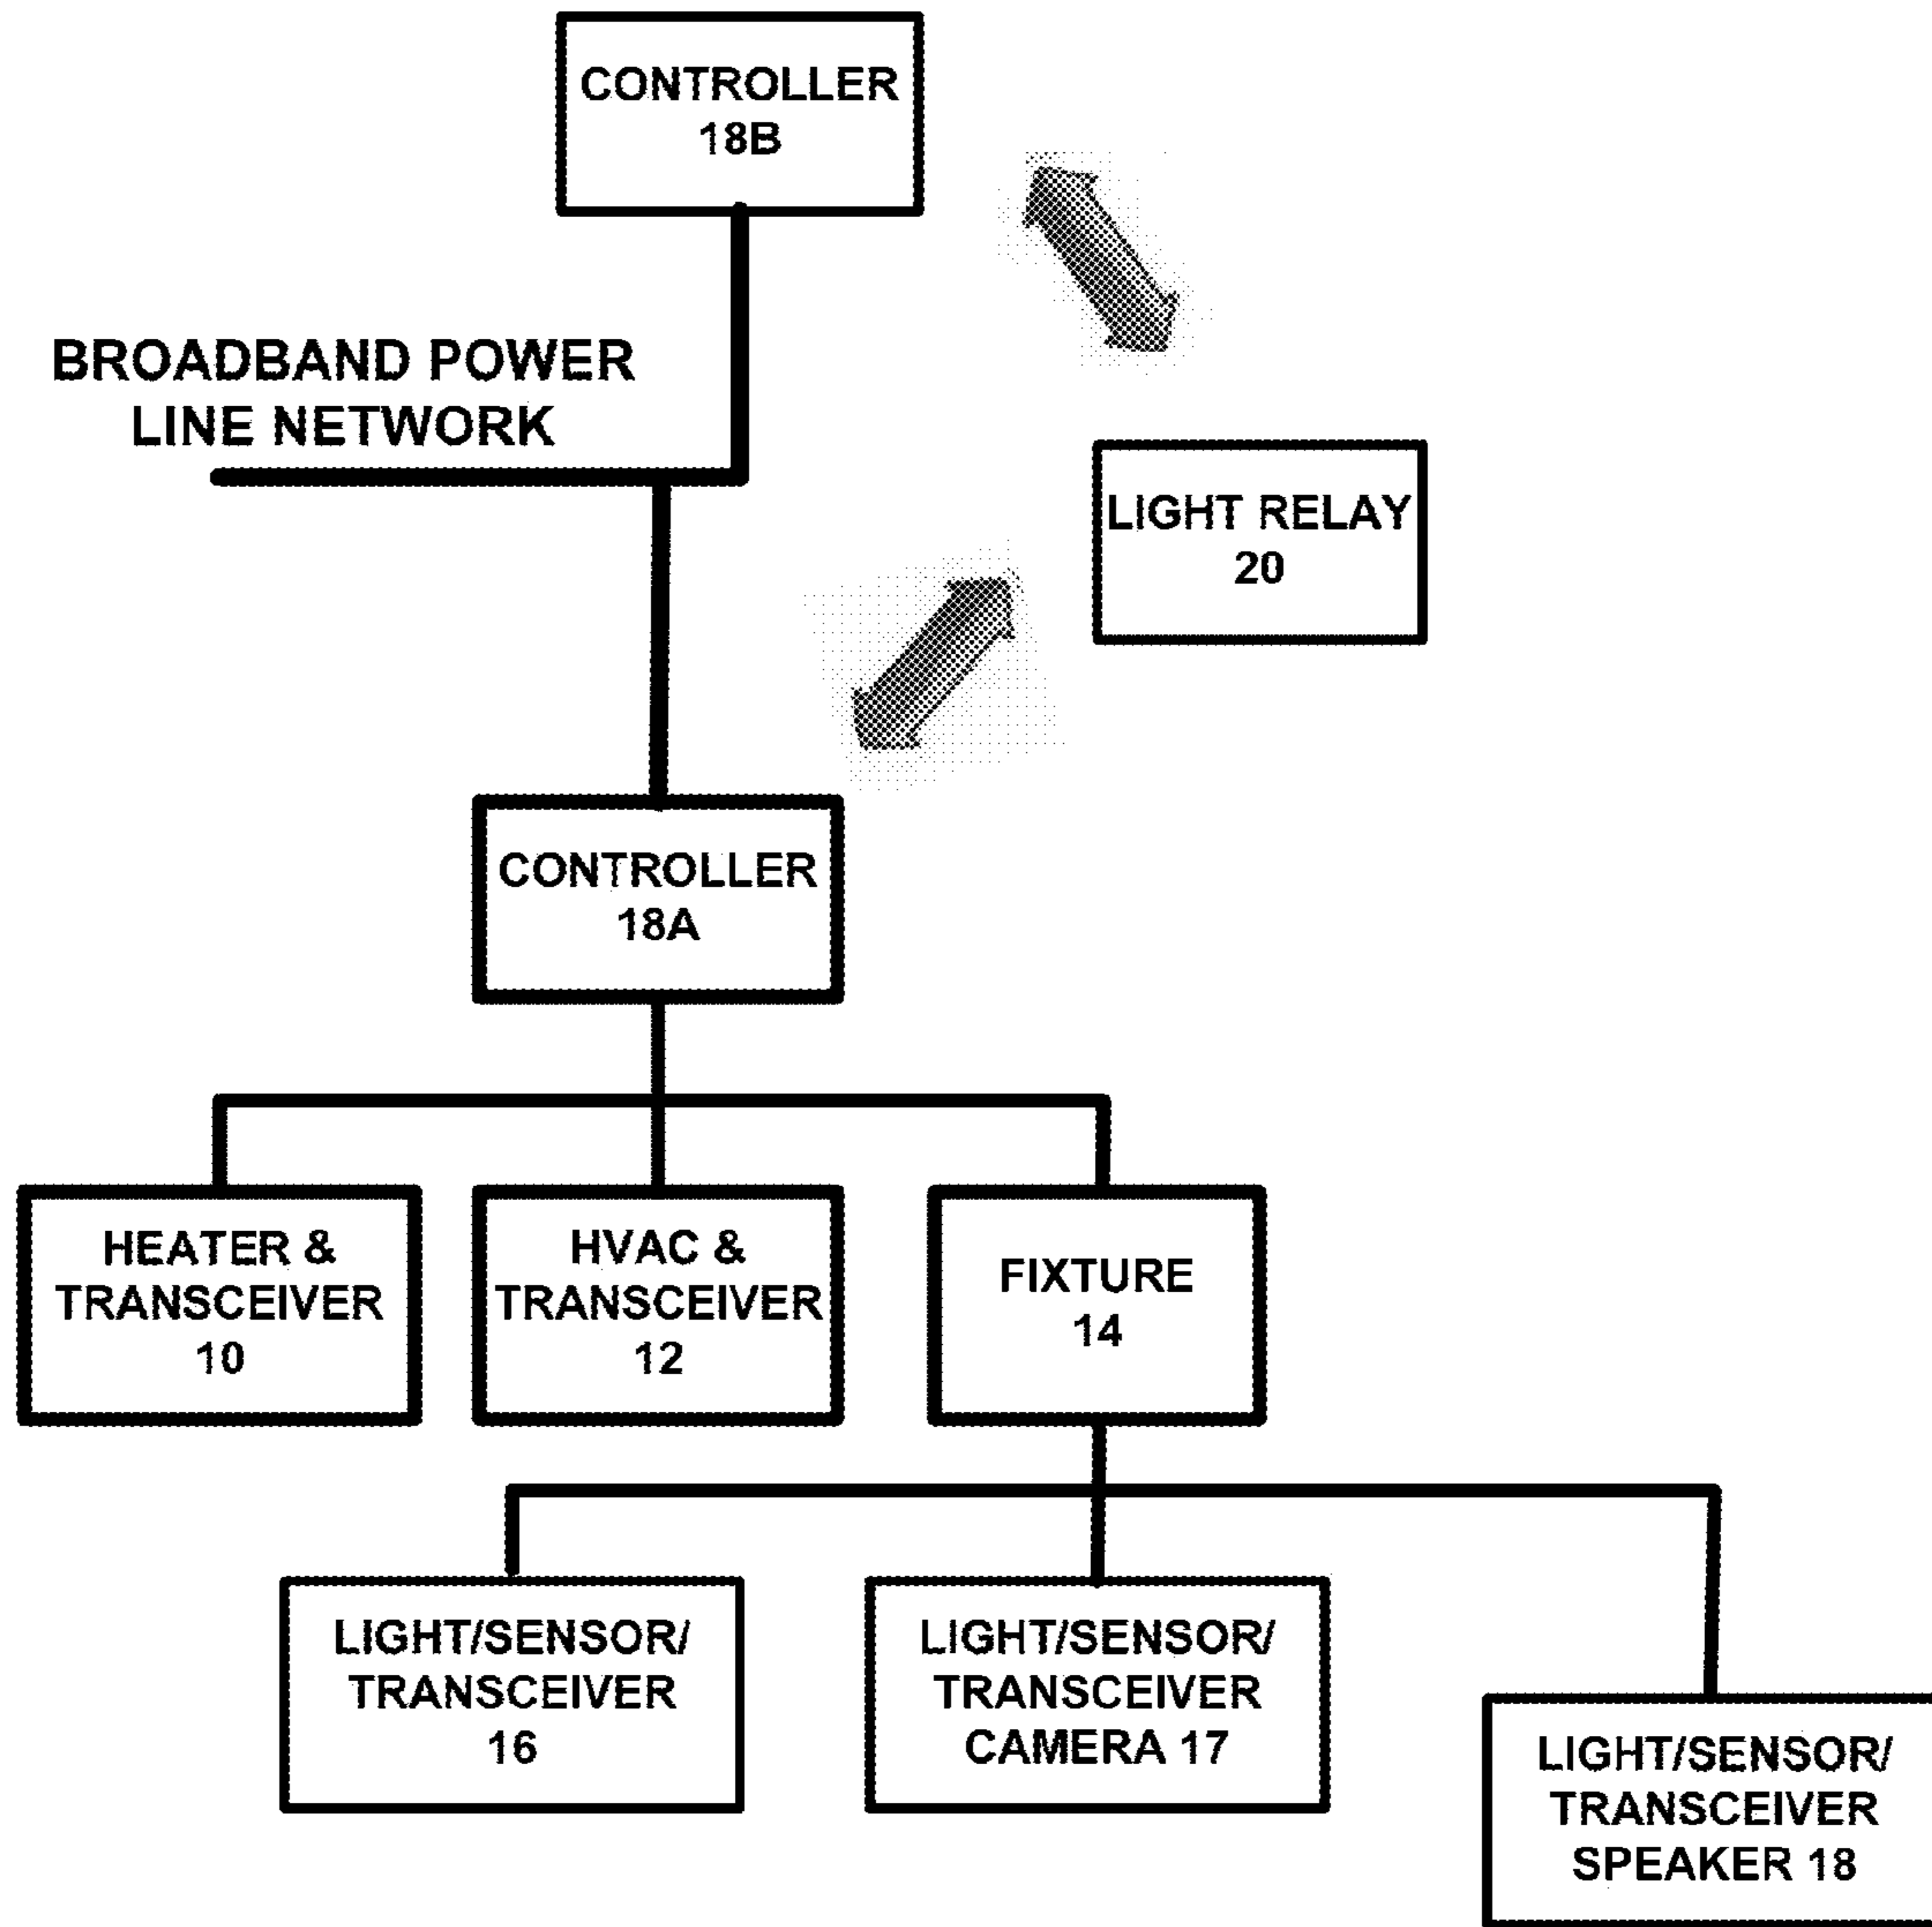 CONTROLLER
18B
BROADBAND POWER
LINE NETWORK
LIGHT RELAY
20
CONTROLLER
18A
HEATER &
TRANSCEIVER
10
HVAC &
TRANSCEIVER
12
FIXTURE
14
LIGHT/SENSOR/
TRANSCEIVER
16
LIGHT/SENSOR/
TRANSCEIVER
CAMERA 17
LIGHT/SENSOR/
TRANSCEIVER
SPEAKER 18